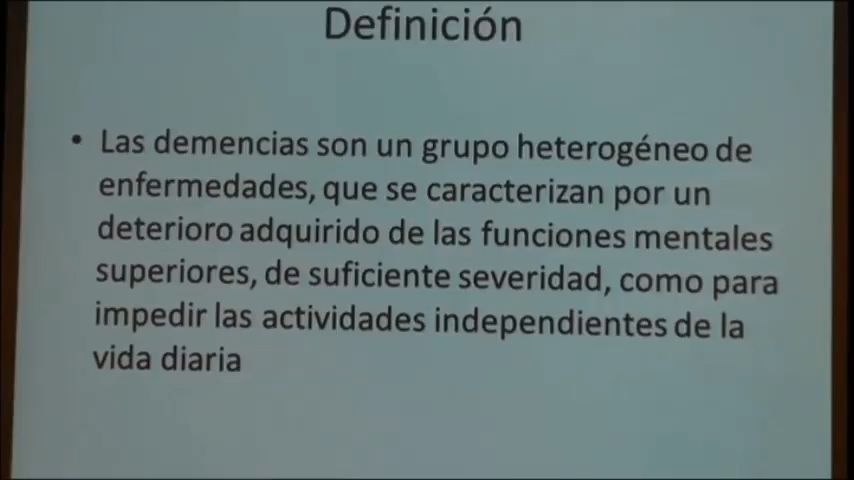 Definición
• Las demencias son un grupo heterogéneo de
enfermedades, que se caracterizan por un
deterioro adquirido de las funciones mentales
superiores, de suficiente severidad, como para
impedir las actividades independientes de la
vida diaria